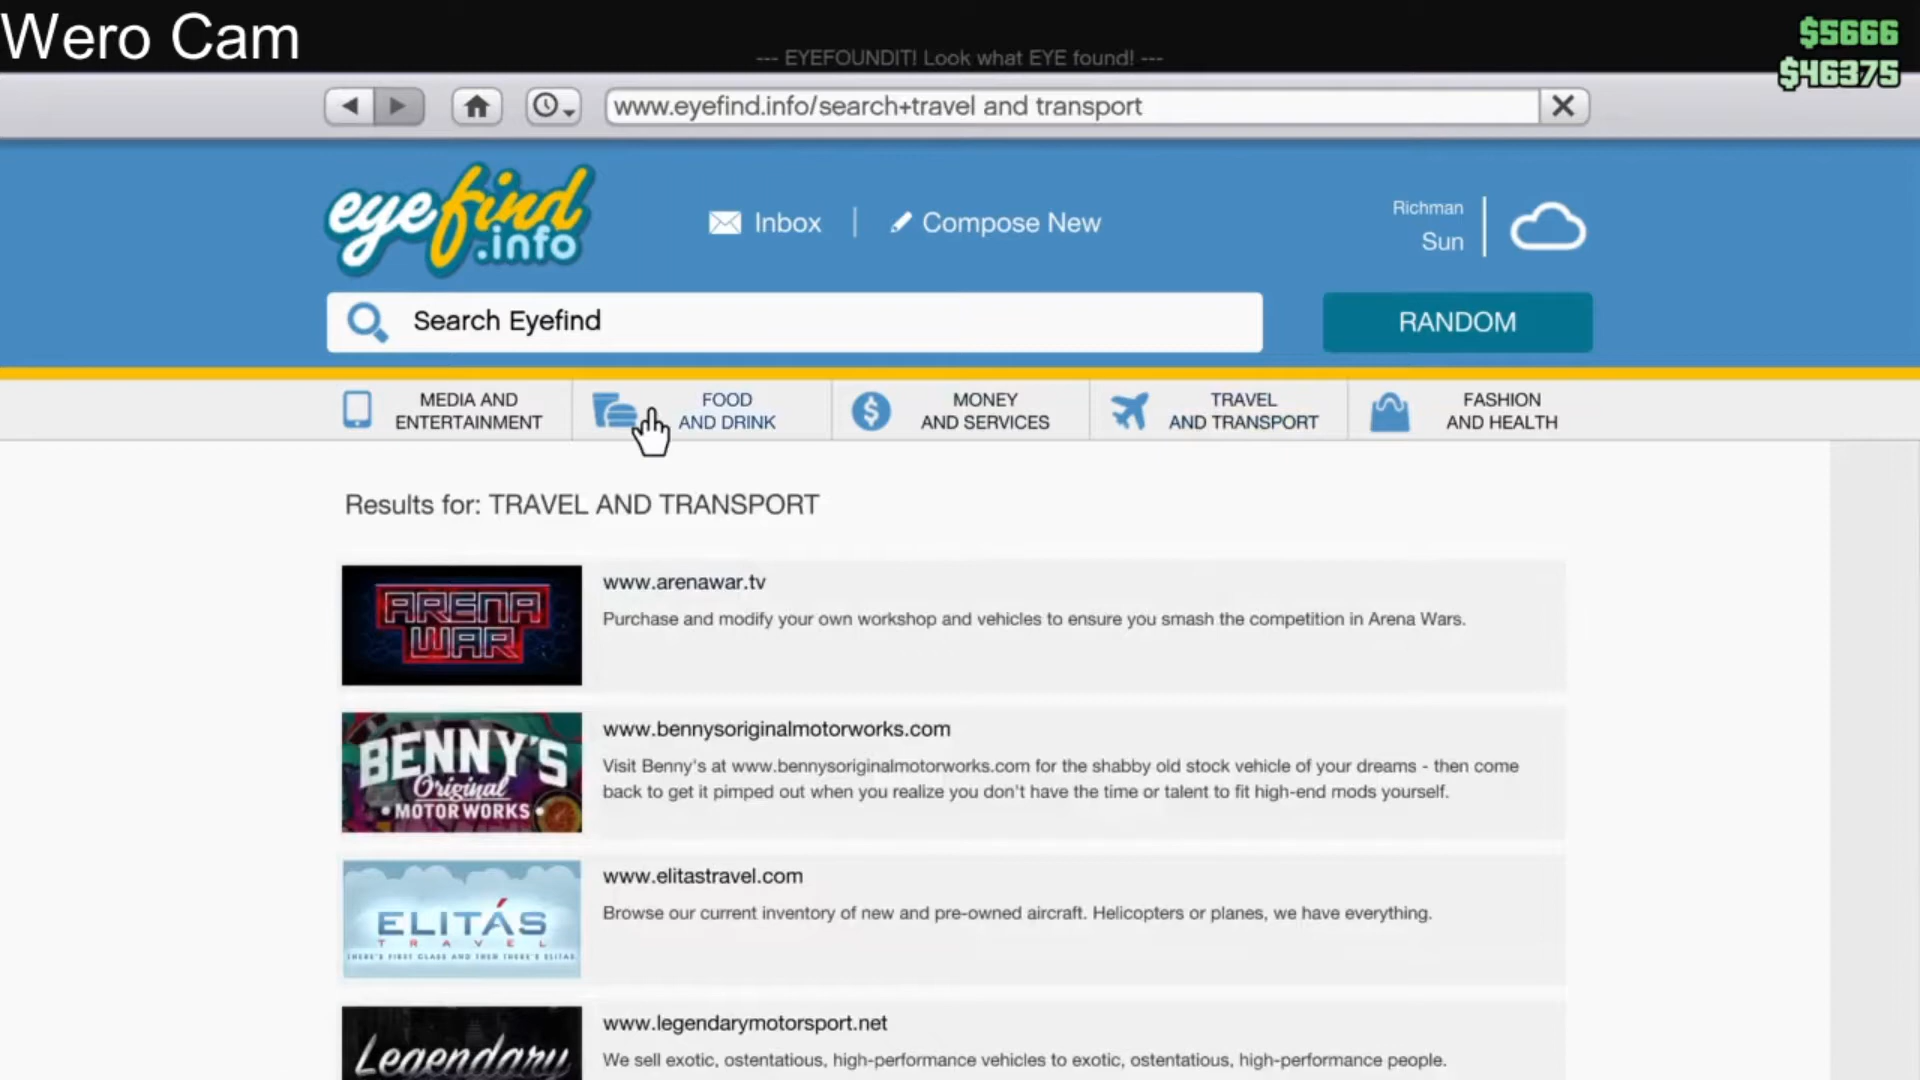 Wero Cam
$5666
--- EYEFOUNDIT! Look what EYE found! ---
$46375
www.eyefind.info/search+travel and transport
eyefind
.info
Inbox
Compose New
Richman
Sun
Search Eyefind
RANDOM
MEDIA AND
ENTERTAINMENT
FOOD
AND DRINK
MONEY
AND SERVICES
TRAVEL
AND TRANSPORT
FASHION
AND HEALTH
Results for: TRAVEL AND TRANSPORT
ARENA
WAR
www.arenawar.tv
Purchase and modify your own workshop and vehicles to ensure you smash the competition in Arena Wars.
BENNY'S
Original
MOTOR WORKS
www.bennysoriginalmotorworks.com
Visit Benny's at www.bennysoriginalmotorworks.com for the shabby old stock vehicle of your dreams - then come
back to get it pimped out when you realize you don't have the time or talent to fit high-end mods yourself.
ELITÁS
TRAVEL
THERE'S FIRST CLASS AND THEN THERE'S ELITAS
www.elitastravel.com
Browse our current inventory of new and pre-owned aircraft. Helicopters or planes, we have everything.
Legendary
www.legendarymotorsport.net
We sell exotic, ostentatious, high-performance vehicles to exotic, ostentatious, high-performance people.